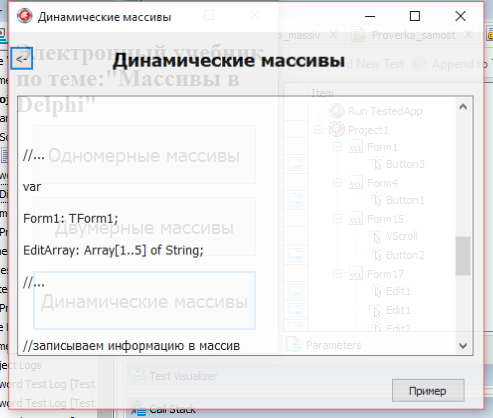 Динамические массивы
<-
Динамические массивы
Электронный учебник
по теме:"Массивы в
Delphi"
Одномерные массивы
Двумерные массивы
Динамические массивы
//...
var
Form1: TForm1;
EditArray: Array[1..5] of String;
//...
//записываем информацию в массив
Пример
o_massiv
Proverka_samost
New Test
Append to
Item
Run TestedApp
Project1
Form1
Button3
Form4
Button1
Form15
VScroll
Button2
Form17
Edit1
Edit1
Edit2
Parameters
Test Visualizer
Call Stack
word Test Log [Test
word Test Log [Test